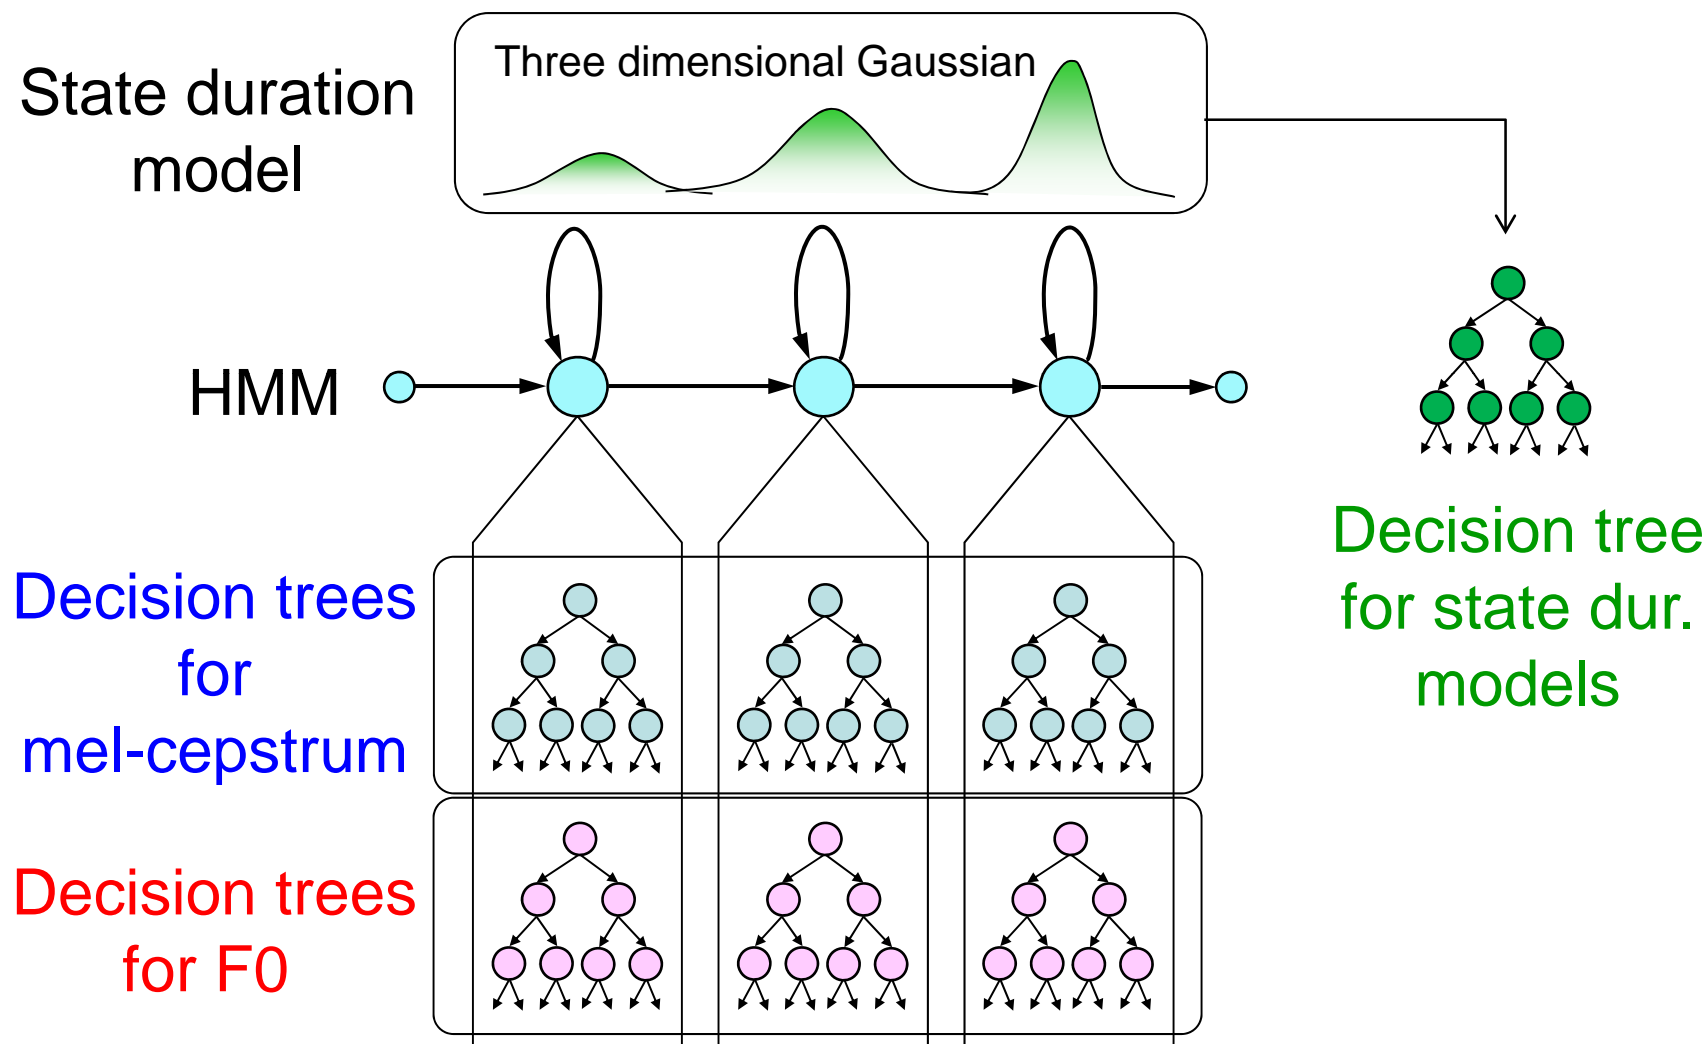 State duration
model
Three dimensional Gaussian
HMM
Decision tree
for state dur.
models
Decision trees
for
mel-cepstrum
Decision trees
for F0